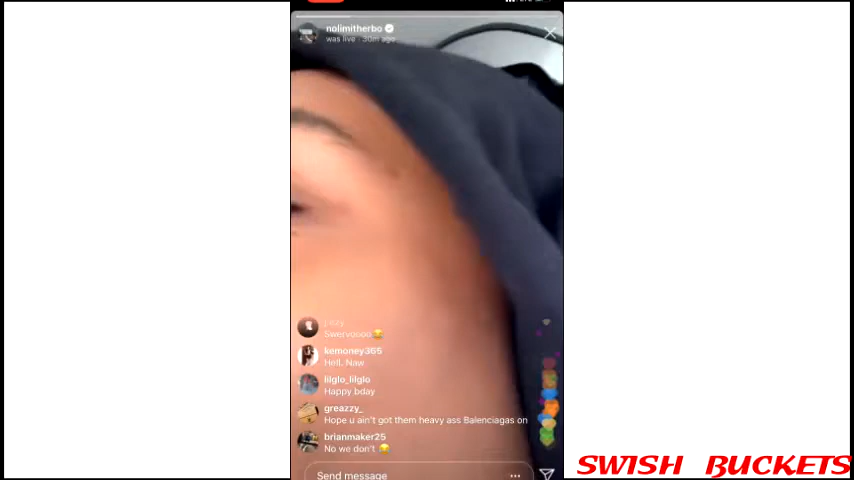 nolimitherbo
was live · 30m ago
Swervoooo😂
kemoney365
Hell Naw
lilglo_lilglo
Happy bday
greazzy_
Hope u ain't got them heavy ass Balenciagas on
brianmaker25
No we don't 😂
Send message
SWISH BUCKETS